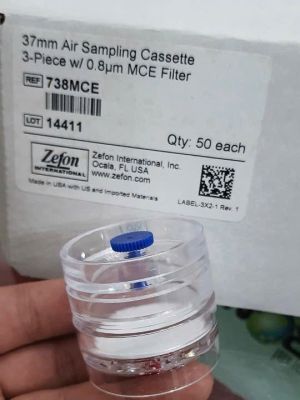 37mm Air Sampling Cassette
3-Piece w/ 0.8µm MCE Filter
REF 738MCE
LOT 14411
Qty: 50 each
Zefon
INTERNATIONAL
Zefon International, Inc.
Ocala, FL USA
www.zefon.com
Made in USA with US and Imported Materials
LABEL-3X2-1 Rev. 1